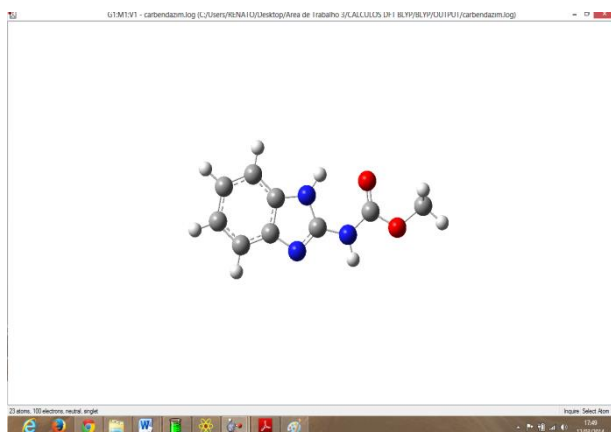 G1:M1:V1 - carbendazim.log (C:/Users/RENATO/Desktop/Area de Trabalho 3/CALCULOS DFT BLYP/BLYP/OUTPUT/carbendazim.log)
23 atoms, 100 electrons, neutral, singlet
Inquire Select Atom
17:49